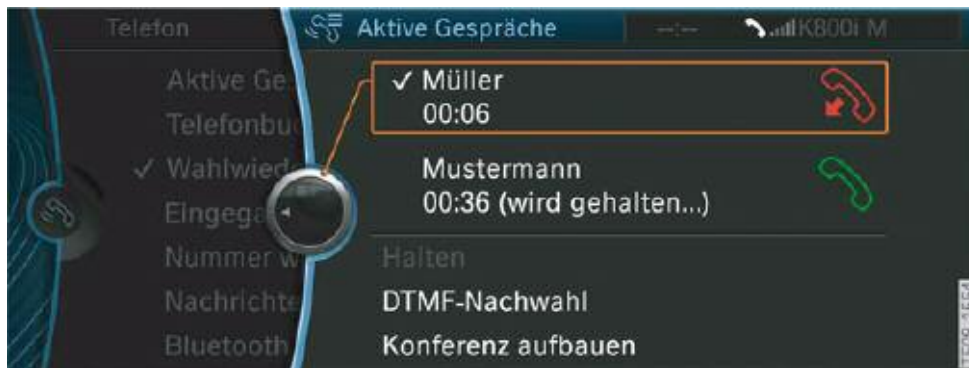 Telefon
Aktive Gespräche
--:--
K800i M
Aktive Ge
Telefonbu
Wahlwied
Eingega
Nummer w
Nachrichte
Bluetooth
✓ Müller
00:06
Mustermann
00:36 (wird gehalten...)
Halten
DTMF-Nachwahl
Konferenz aufbauen